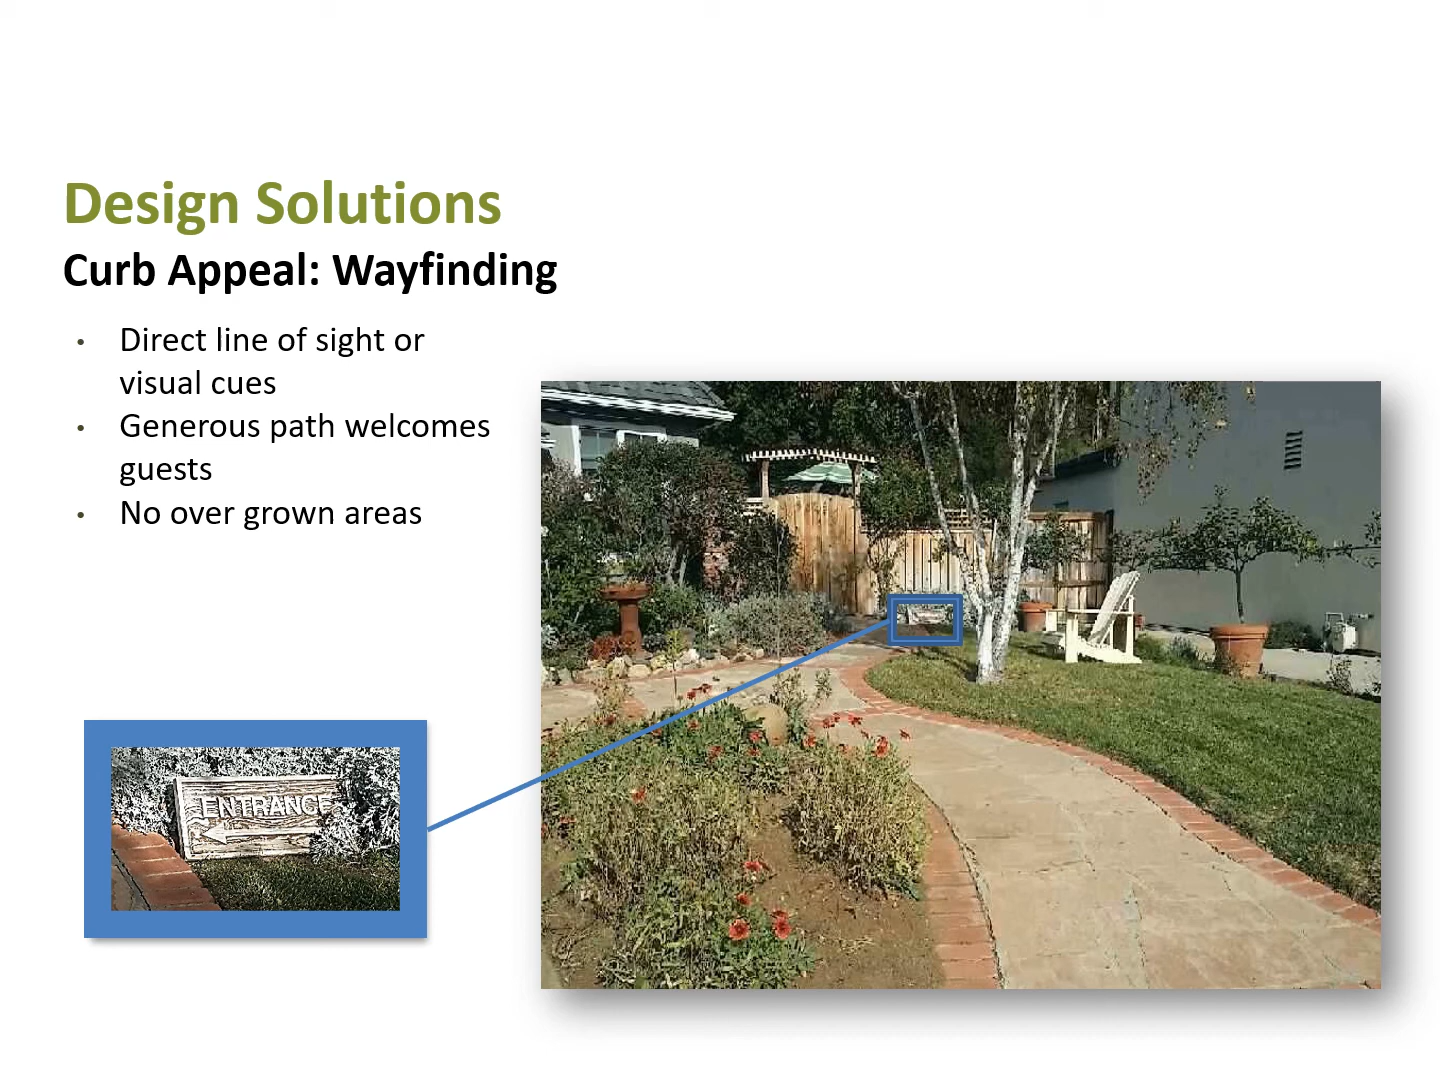 Design Solutions
Curb Appeal: Wayfinding
• Direct line of sight or
visual cues
• Generous path welcomes
guests
• No over grown areas
ENTRANCE